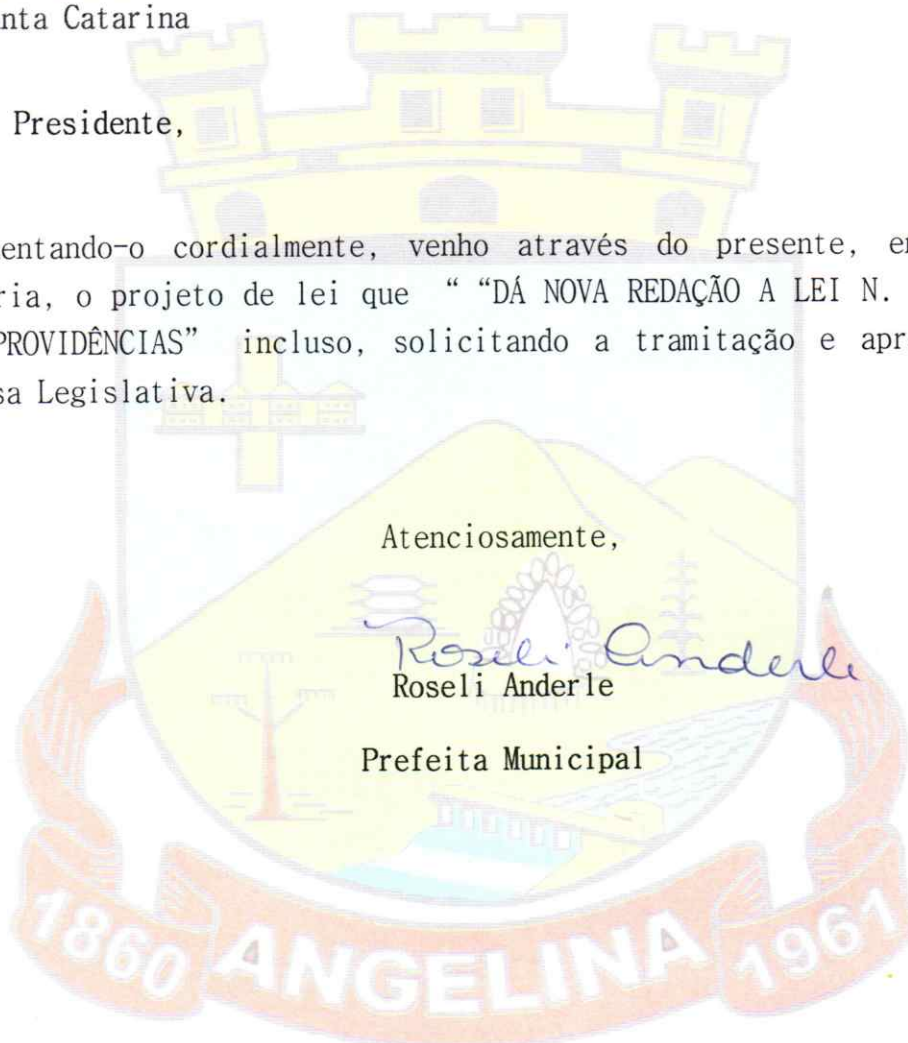 nta Catarina
Presidente,
entando-o cordialmente, venho através do presente, en
ria, o projeto de lei que “ “DÁ NOVA REDAÇÃO A LEI N.
PROVIDÊNCIAS” incluso, solicitando a tramitação e apr
sa Legislativa.
Atenciosamente,
Roseli Anderle
Roseli Anderle
Prefeita Municipal
1860 ANGELINA 1961